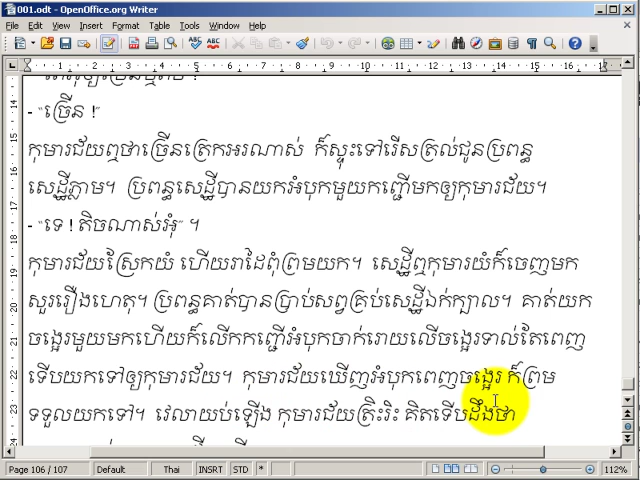 001.odt - OpenOffice.org Writer
File Edit View Insert Format Table Tools Window Help
- "ច្រើន !"
កុមារជ័យឮថាច្រើនត្រេកអរណាស់ ក៏ស្ទុះទៅរើសត្រល់ជូនប្រពន្ធ
សេដ្ឋីភ្លាម។ ប្រពន្ធសេដ្ឋីបានយកអំបុកមួយកញ្ជើមកឲ្យកុមារជ័យ។
- "ទេ ! តិចណាស់អ៊ំ" ។
កុមារជ័យស្រែកយំ ហើយរាដៃពុំព្រមយក។ សេដ្ឋីឮកុមារយំក៏ចេញមក
សួររឿងហេតុ។ ប្រពន្ធគាត់បានប្រាប់សព្វគ្រប់សេដ្ឋីឯក់ក្បាល។ គាត់យក
ចង្អេរមួយមកហើយក៏លើកកញ្ជើអំបុកចាក់រោយលើចង្អេរទាល់តែពេញ
ទើបយកទៅឲ្យកុមារជ័យ។ កុមារជ័យឃើញអំបុកពេញចង្អេរ ក៏ព្រម
ទទួលយកទៅ។ វេលាយប់ឡើង កុមារជ័យត្រិះរិះ គិតទើបដឹងថា
Page 106 / 107 Default Thai INSRT STD * 112%